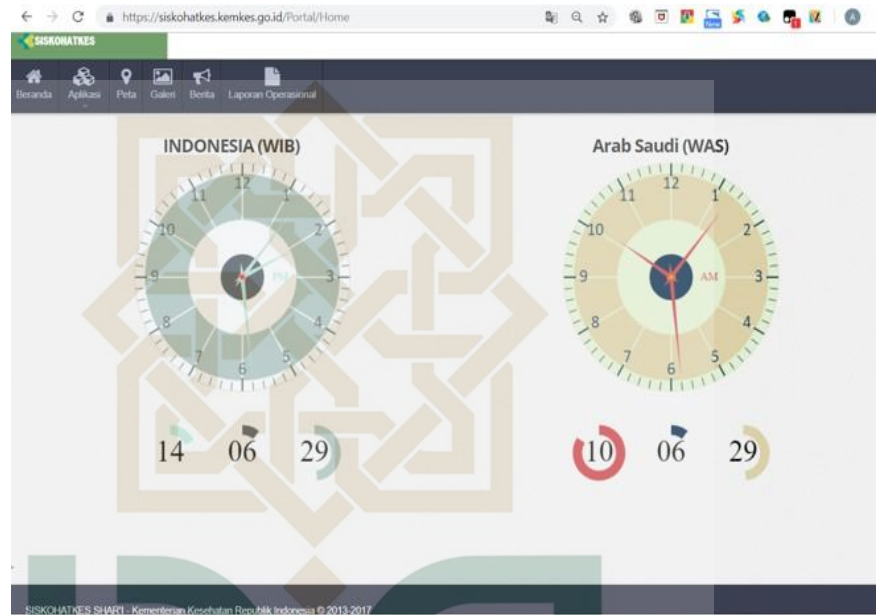 https://siskohatkes.kemkes.go.id/Portal/Home
New
1
A
SISKOHATKES
Beranda Aplikasi Peta Galeri Berita Laporan Operasional
INDONESIA (WIB) Arab Saudi (WAS)
12 1 2 3 4 5 6 7 8 9 10 11 PM
12 1 2 3 4 5 6 7 8 9 10 11 AM
14 06 29 10 06 29
SISKOHATKES SHAR'I - Kementerian Kesehatan Republik Indonesia © 2013-2017